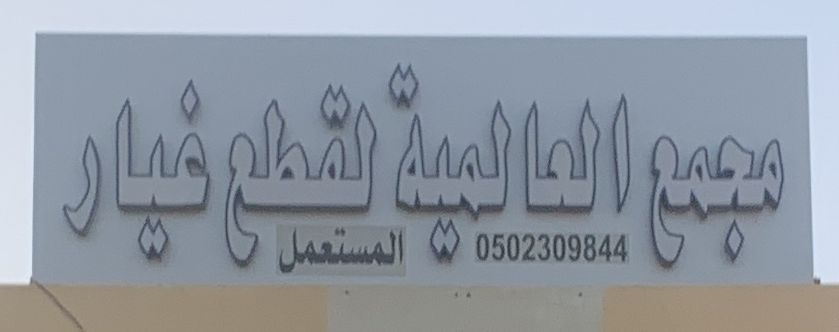 مجمع العالمية لقطع غيار
المستعمل 0502309844